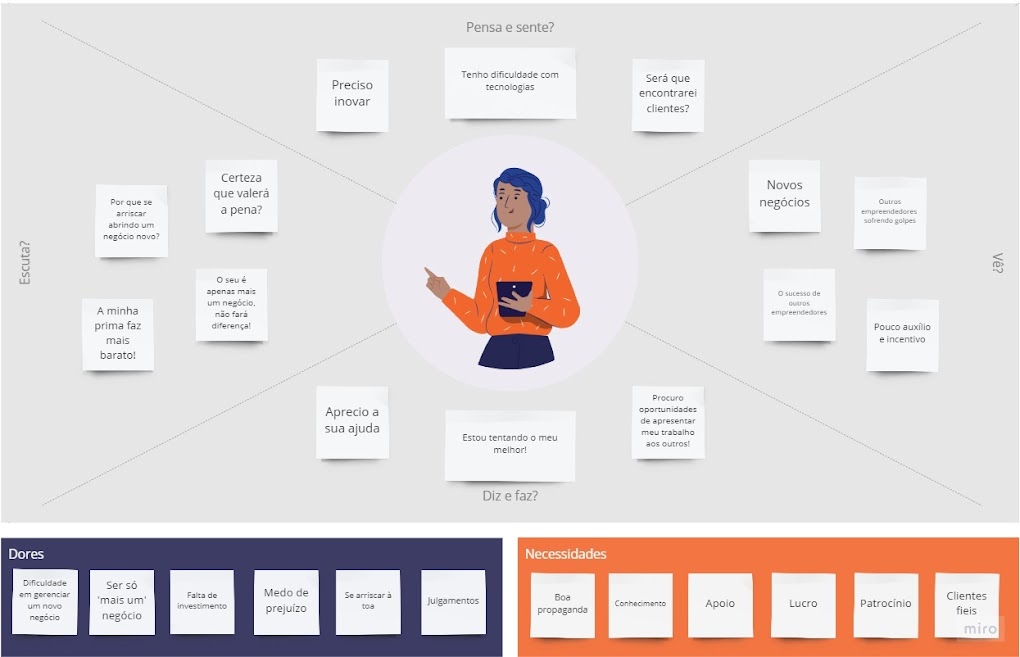 Pensa e sente?
Preciso
inovar
Tenho dificuldade com
tecnologias
Será que
encontrarei
clientes?
Escuta?
Por que se
arriscar
abrindo um
negócio novo?
Certeza
que valerá
a pena?
A minha
prima faz
mais
barato!
O seu é
apenas mais
um negócio,
não fará
diferença!
Vê?
Novos
negócios
Outros
empreendedores
sofrendo golpes
O sucesso de
outros
empreendedores
Pouco auxílio
e incentivo
Aprecio a
sua ajuda
Estou tentando o meu
melhor!
Procuro
oportunidades
de apresentar
meu trabalho
aos outros!
Diz e faz?
Dores
Dificuldade
em gerenciar
um novo
negócio
Ser só
'mais um'
negócio
Falta de
investimento
Medo de
prejuízo
Se arriscar à
toa
Julgamentos
Necessidades
Boa
propaganda
Conhecimento
Apoio
Lucro
Patrocínio
Clientes
fieis
miro